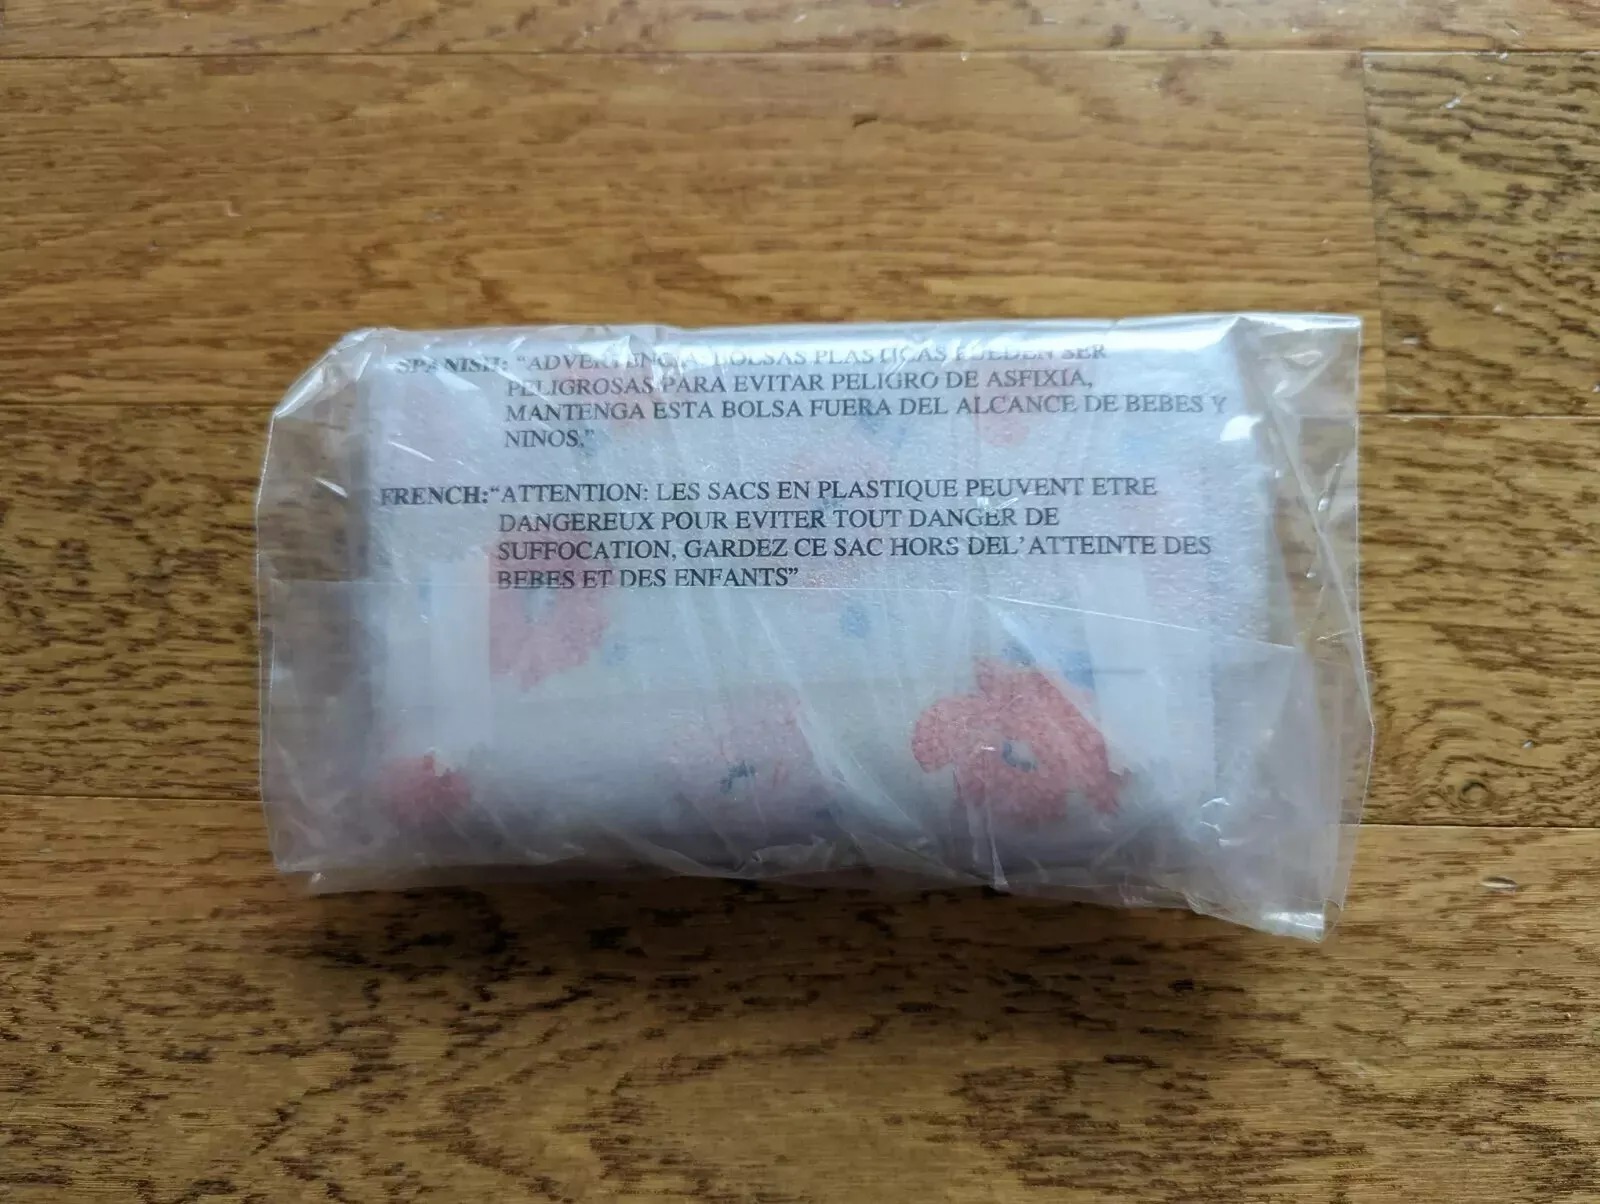 SPANISH: "ADVERTENCIA: BOLSAS PLASTICAS PUEDEN SER
PELIGROSAS PARA EVITAR PELIGRO DE ASFIXIA,
MANTENGA ESTA BOLSA FUERA DEL ALCANCE DE BEBES Y
NINOS."
FRENCH:"ATTENTION: LES SACS EN PLASTIQUE PEUVENT ETRE
DANGEREUX POUR EVITER TOUT DANGER DE
SUFFOCATION, GARDEZ CE SAC HORS DEL' ATTEINTE DES
BEBES ET DES ENFANTS"